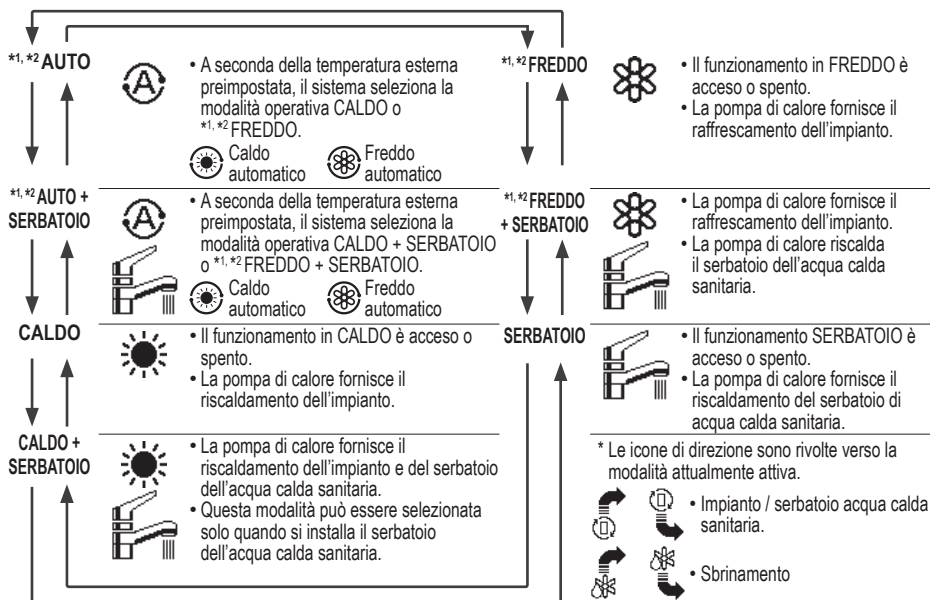 *1, *2 AUTO
• A seconda della temperatura esterna
preimpostata, il sistema seleziona la
modalità operativa CALDO o
*1, *2 FREDDO.
Caldo
automatico
Freddo
automatico
*1, *2 AUTO +
SERBATOIO
• A seconda della temperatura esterna
preimpostata, il sistema seleziona la
modalità operativa CALDO + SERBATOIO
o *1, *2 FREDDO + SERBATOIO.
Caldo
automatico
Freddo
automatico
CALDO
• Il funzionamento in CALDO è acceso o
spento.
• La pompa di calore fornisce il
riscaldamento dell'impianto.
CALDO +
SERBATOIO
• La pompa di calore fornisce il
riscaldamento dell'impianto e del serbatoio
dell'acqua calda sanitaria.
• Questa modalità può essere selezionata
solo quando si installa il serbatoio
dell'acqua calda sanitaria.
*1, *2 FREDDO
• Il funzionamento in FREDDO è
acceso o spento.
• La pompa di calore fornisce il
raffrescamento dell'impianto.
*1, *2 FREDDO
+ SERBATOIO
• La pompa di calore fornisce il
raffrescamento dell'impianto.
• La pompa di calore riscalda
il serbatoio dell'acqua calda
sanitaria.
SERBATOIO
• Il funzionamento SERBATOIO è
acceso o spento.
• La pompa di calore fornisce il
riscaldamento del serbatoio di
acqua calda sanitaria.
* Le icone di direzione sono rivolte verso la
modalità attualmente attiva.
• Impianto / serbatoio acqua calda
sanitaria.
• Sbrinamento